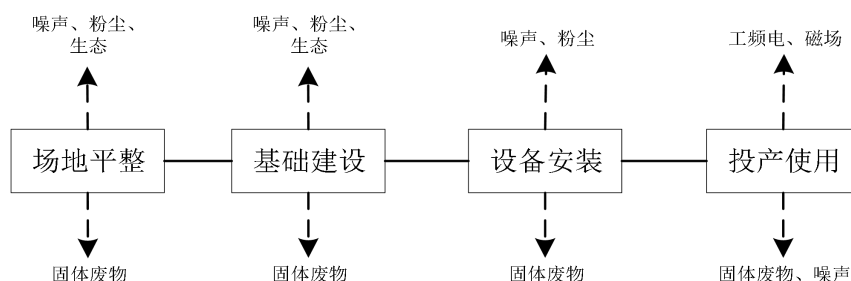 噪声、粉尘、
生态
噪声、粉尘、
生态
噪声、粉尘
工频电、磁场
场地平整
基础建设
设备安装
投产使用
固体废物
固体废物
固体废物
固体废物、噪声